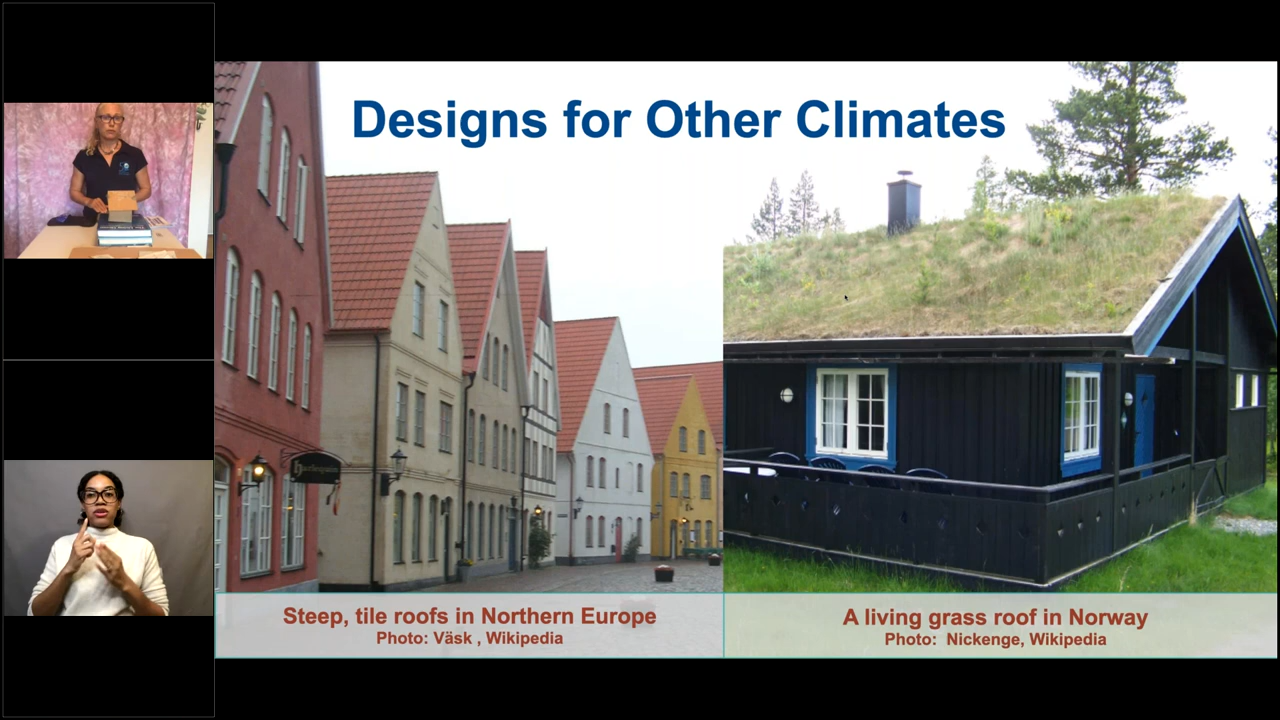 Designs for Other Climates
Steep, tile roofs in Northern Europe
Photo: Väsk , Wikipedia
A living grass roof in Norway
Photo: Nickenge, Wikipedia